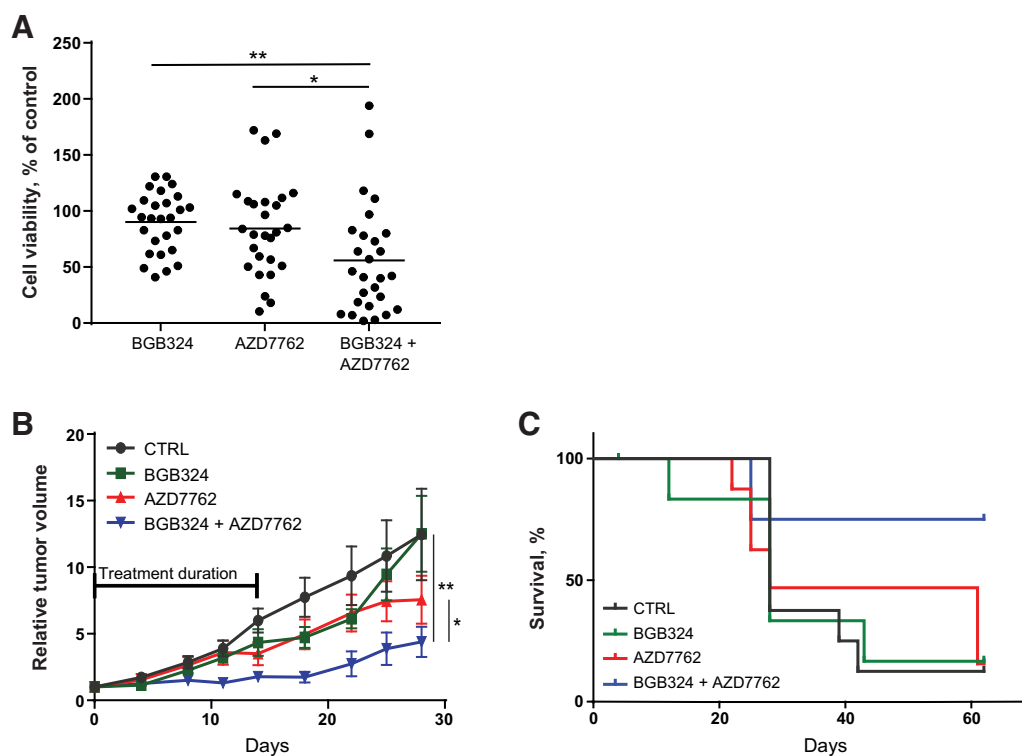 A
Cell viability, % of control
250
200
150
100
50
0
**
*
BGB324
AZD7762
BGB324 +
AZD7762
B
Relative tumor volume
20
15
10
5
0
CTRL
BGB324
AZD7762
BGB324 + AZD7762
Treatment duration
**
*
0
10
20
30
Days
C
Survival, %
100
50
0
CTRL
BGB324
AZD7762
BGB324 + AZD7762
0
20
40
60
Days